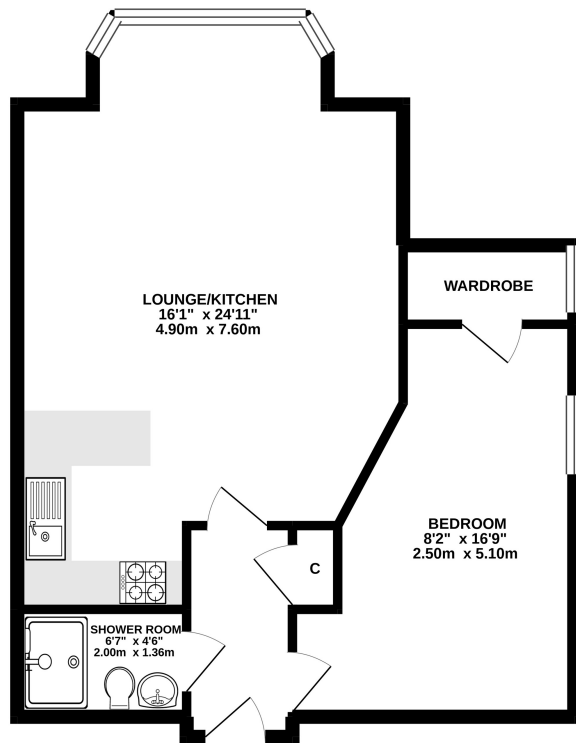 WARDROBE
LOUNGE/KITCHEN
16'1" x 24'11"
4.90m x 7.60m
BEDROOM
8'2" x 16'9"
2.50m x 5.10m
C
SHOWER ROOM
6'7" x 4'6"
2.00m x 1.36m